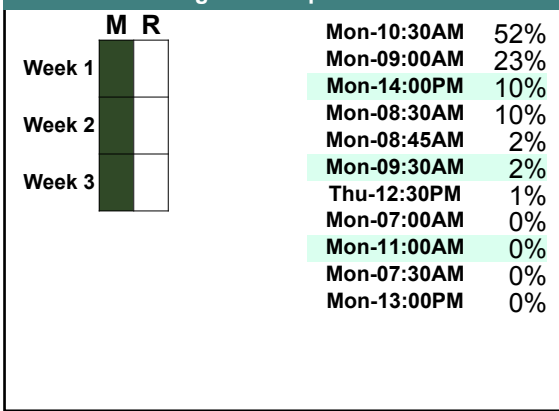 M R
Week 1
Week 2
Week 3
Mon-10:30AM 52%
Mon-09:00AM 23%
Mon-14:00PM 10%
Mon-08:30AM 10%
Mon-08:45AM 2%
Mon-09:30AM 2%
Thu-12:30PM 1%
Mon-07:00AM 0%
Mon-11:00AM 0%
Mon-07:30AM 0%
Mon-13:00PM 0%